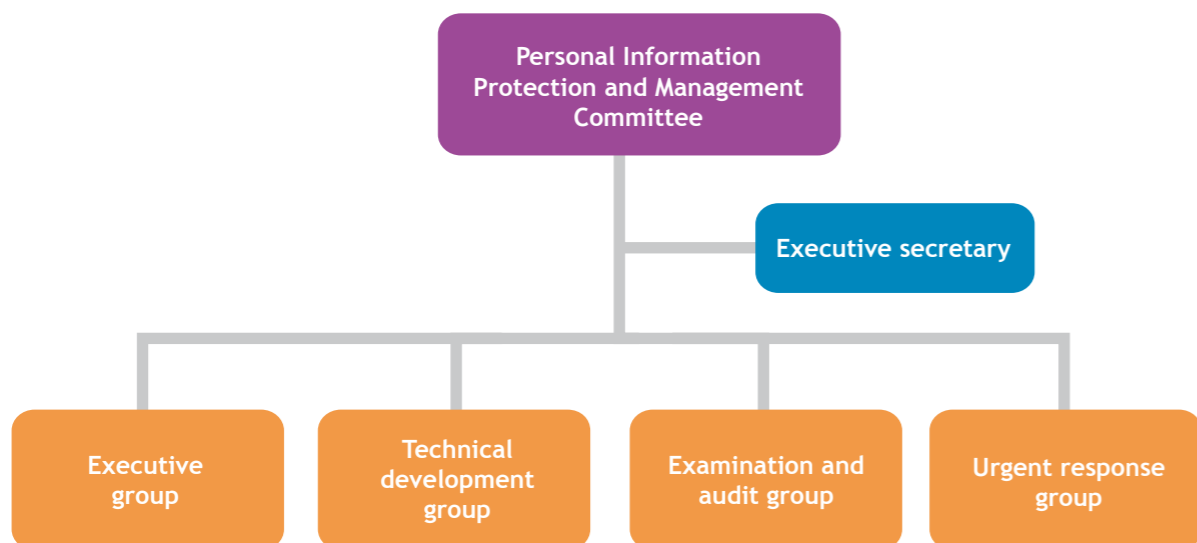 Personal Information
Protection and Management
Committee
Executive secretary
Executive
group
Technical
development
group
Examination and
audit group
Urgent response
group